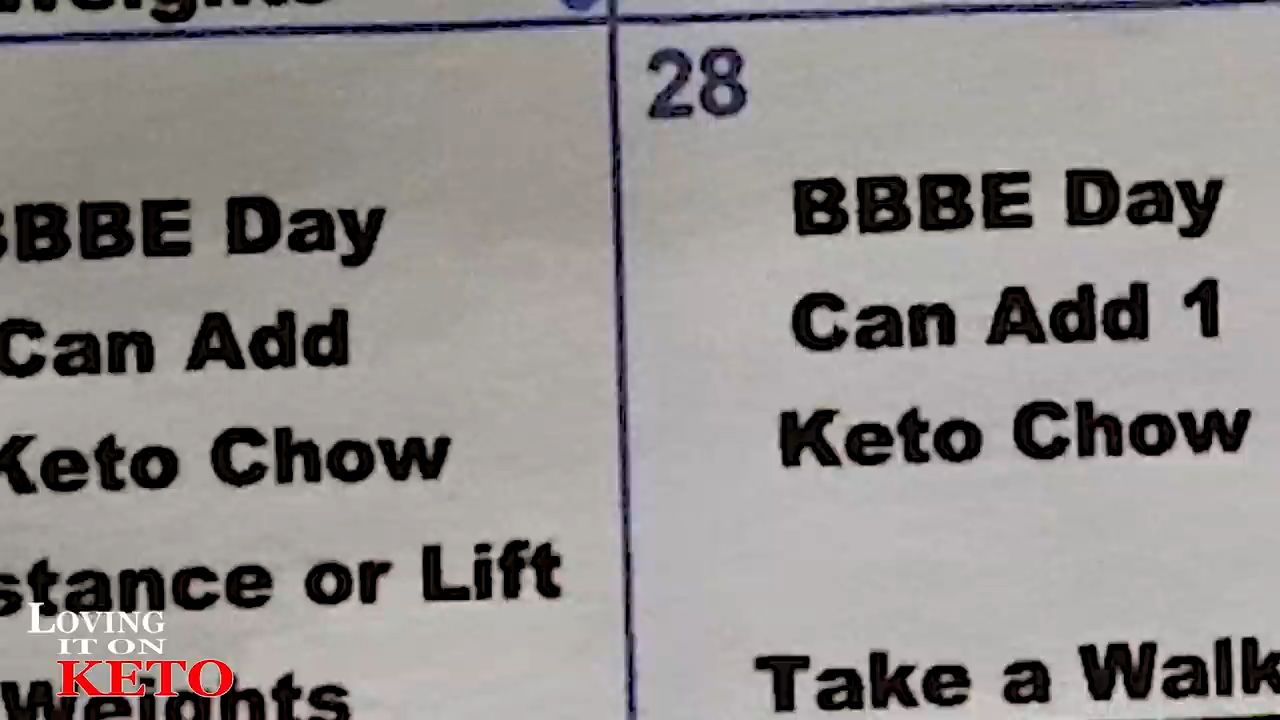 28
BBBE Day
Can Add
Keto Chow
stance or Lift
Weights
BBBE Day
Can Add 1
Keto Chow
Take a Walk
LOVING
IT ON
KETO